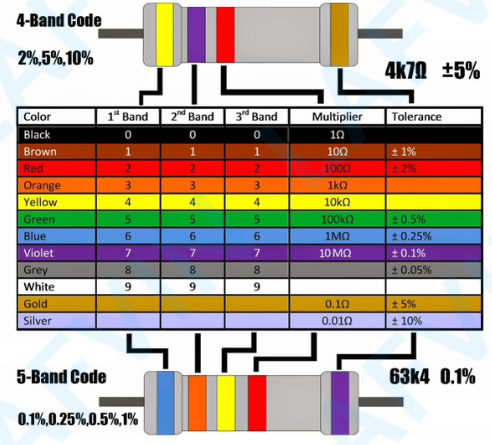 4-Band Code
2%,5%,10%
4k7Ω ±5%
Color 1st Band 2nd Band 3rd Band Multiplier Tolerance
Black 0 0 0 1Ω
Brown 1 1 1 10Ω ± 1%
Red 2 2 2 100Ω ± 2%
Orange 3 3 3 1kΩ
Yellow 4 4 4 10kΩ
Green 5 5 5 100kΩ ± 0.5%
Blue 6 6 6 1MΩ ± 0.25%
Violet 7 7 7 10MΩ ± 0.1%
Grey 8 8 8 ± 0.05%
White 9 9 9
Gold 0.1Ω ± 5%
Silver 0.01Ω ± 10%
5-Band Code
0.1%,0.25%,0.5%,1%
63k4 0.1%